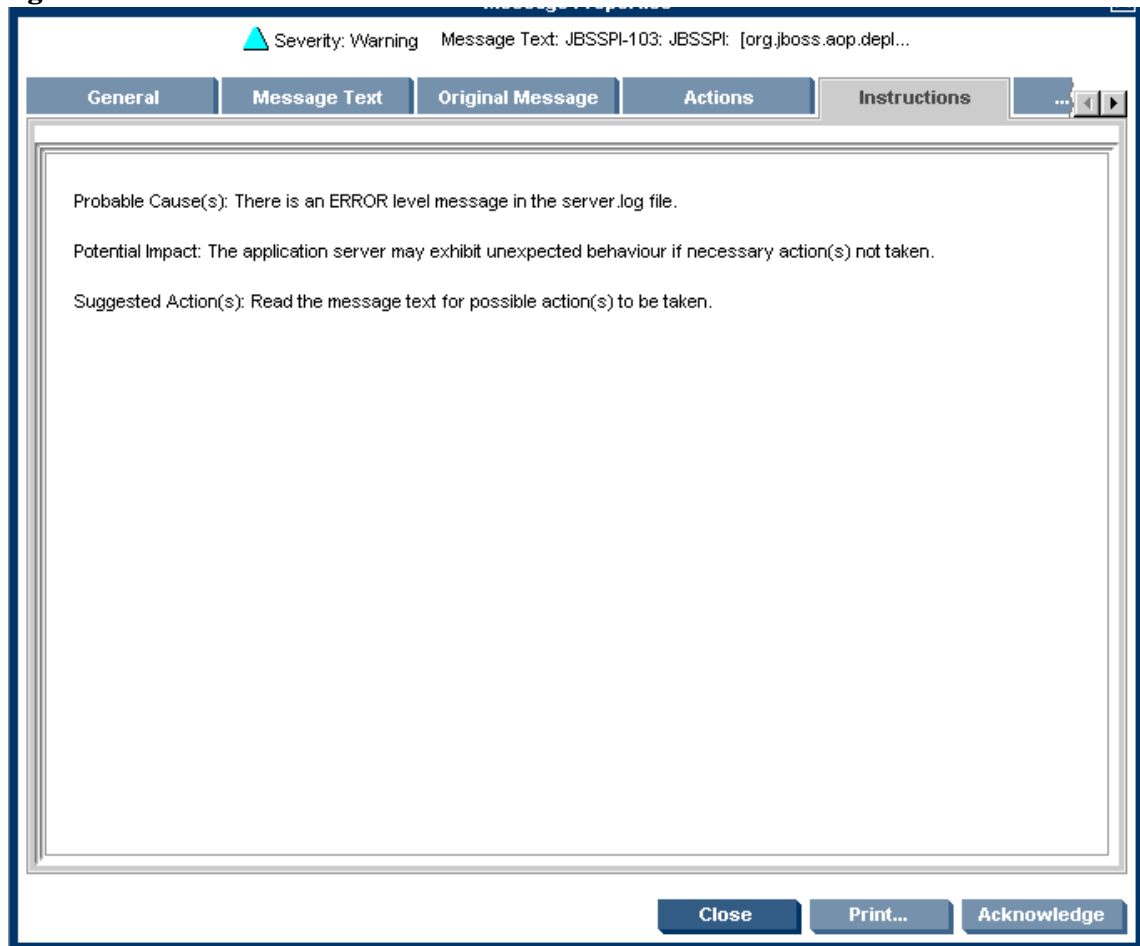 Severity: Warning Message Text: JBSSPI-103: JBSSPI: [org.jboss.aop.depl...
General Message Text Original Message Actions Instructions ...
Probable Cause(s): There is an ERROR level message in the server.log file.
Potential Impact: The application server may exhibit unexpected behaviour if necessary action(s) not taken.
Suggested Action(s): Read the message text for possible action(s) to be taken.
Close Print... Acknowledge